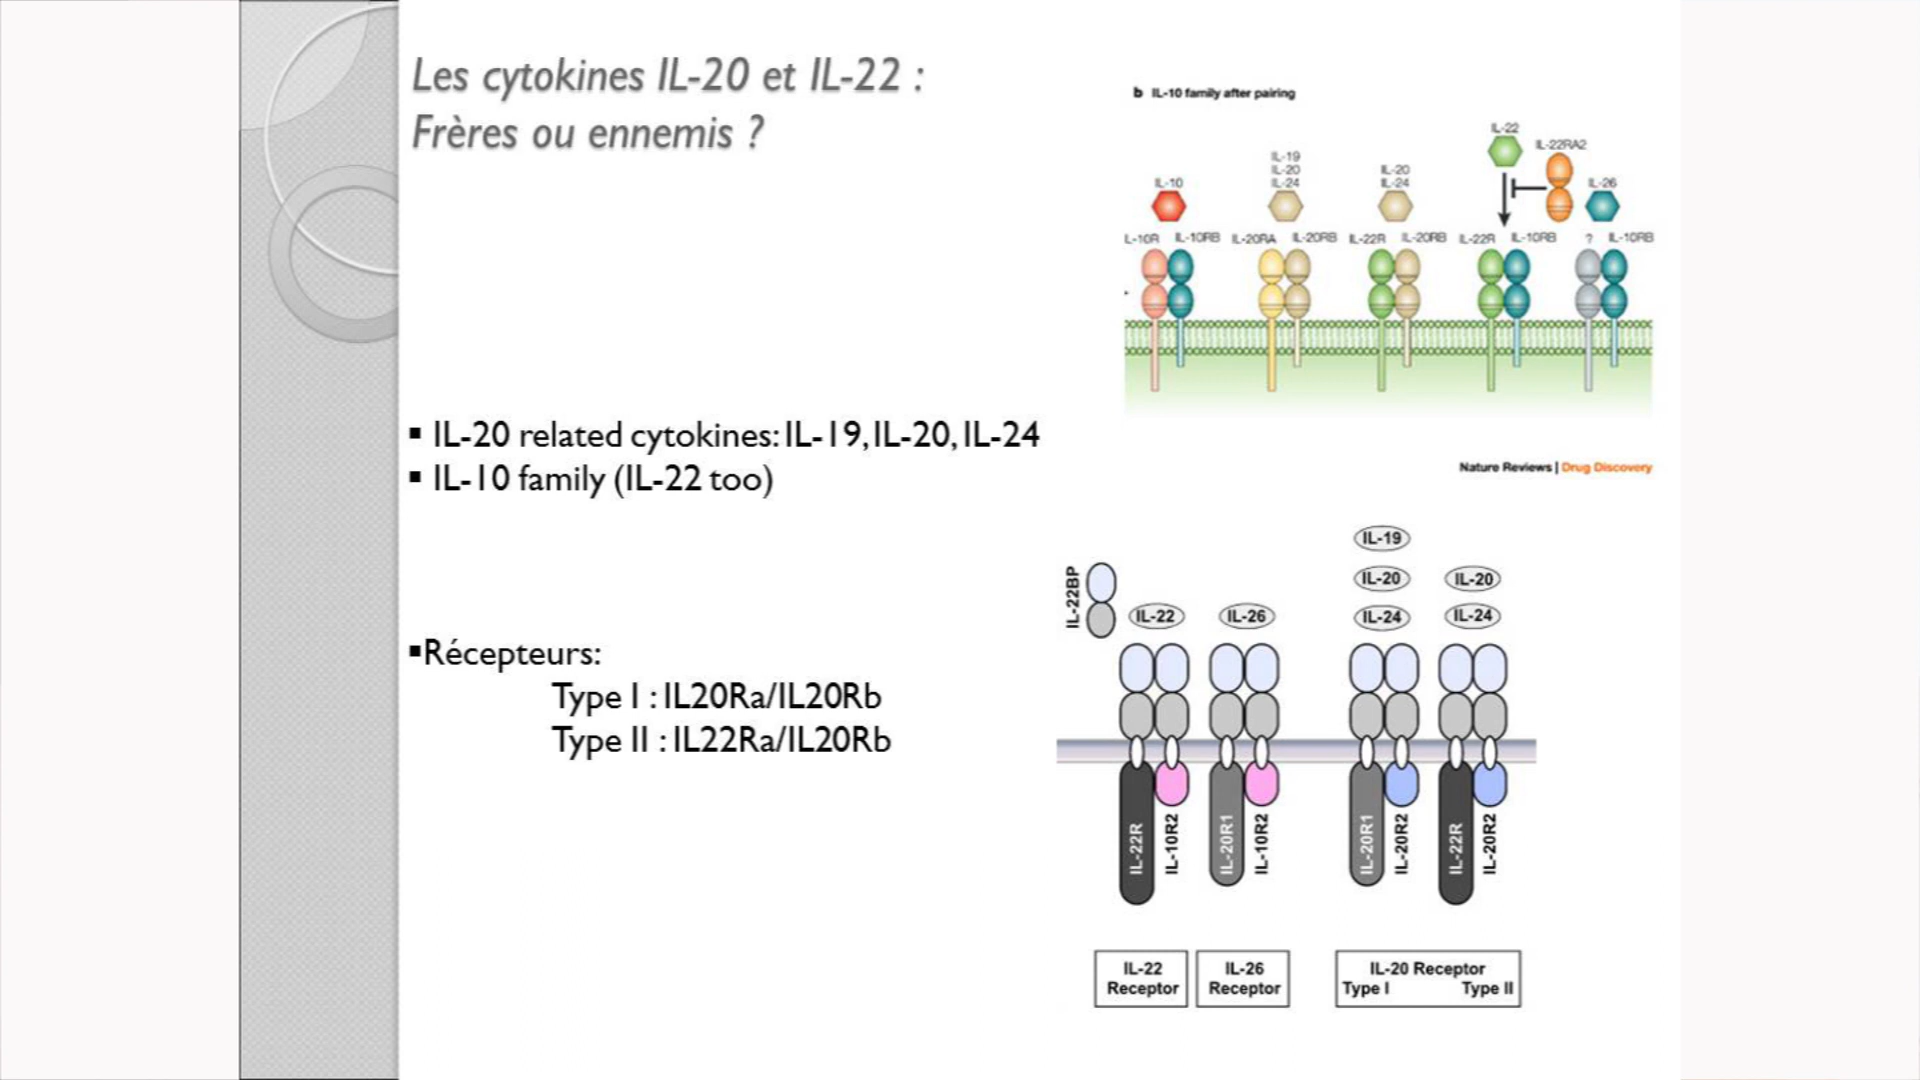 Les cytokines IL-20 et IL-22 :
Frères ou ennemis ?
▪ IL-20 related cytokines: IL-19, IL-20, IL-24
▪ IL-10 family (IL-22 too)
▪Récepteurs:
Type I : IL20Ra/IL20Rb
Type II : IL22Ra/IL20Rb
b IL-10 family after pairing
IL-22
IL-22RA2
IL-19
IL-20
IL-24
IL-20
IL-24
IL-10
IL-26
L-10R IL-10RB IL-20RA IL-20RB IL-22R IL-20RB IL-22R IL-10RB ? IL-10RB
Nature Reviews | Drug Discovery
IL-19
IL-20
IL-24
IL-20
IL-24
IL-22BP
IL-22
IL-26
IL-22R
IL-10R2
IL-20R1
IL-10R2
IL-20R1
IL-20R2
IL-22R
IL-20R2
IL-22
Receptor
IL-26
Receptor
IL-20 Receptor
Type I Type II